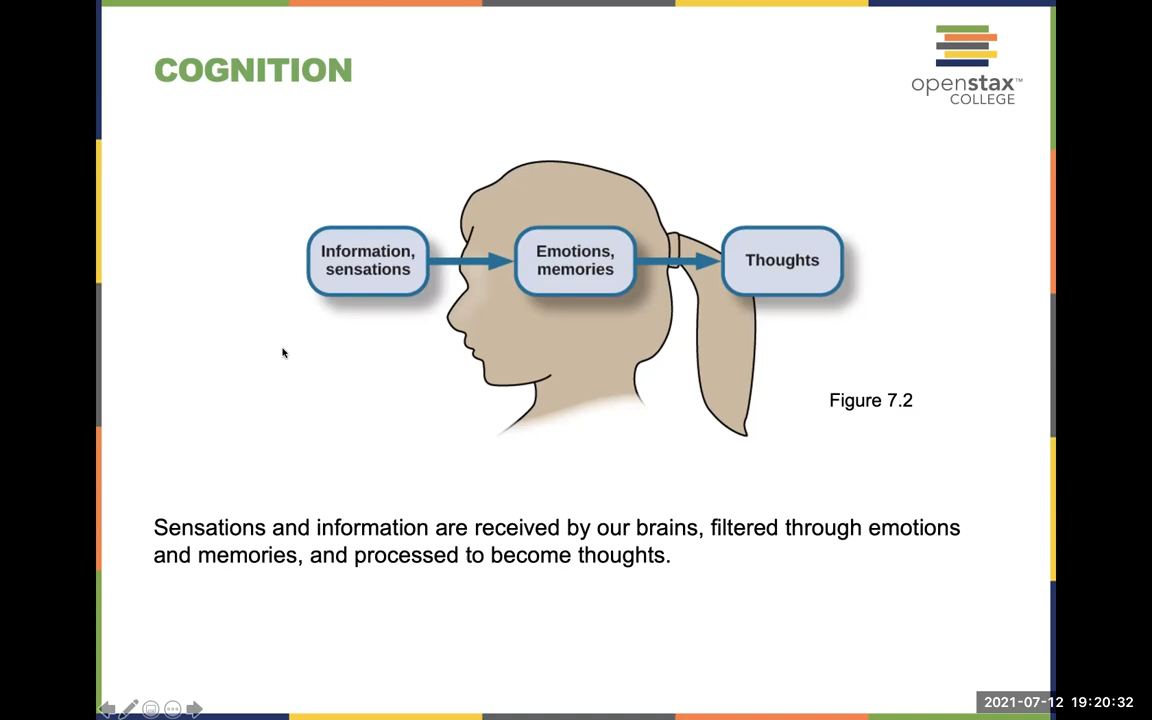 COGNITION
openstax™
COLLEGE
Information,
sensations
Emotions,
memories
Thoughts
Figure 7.2
Sensations and information are received by our brains, filtered through emotions
and memories, and processed to become thoughts.
2021-07-12 19:20:32